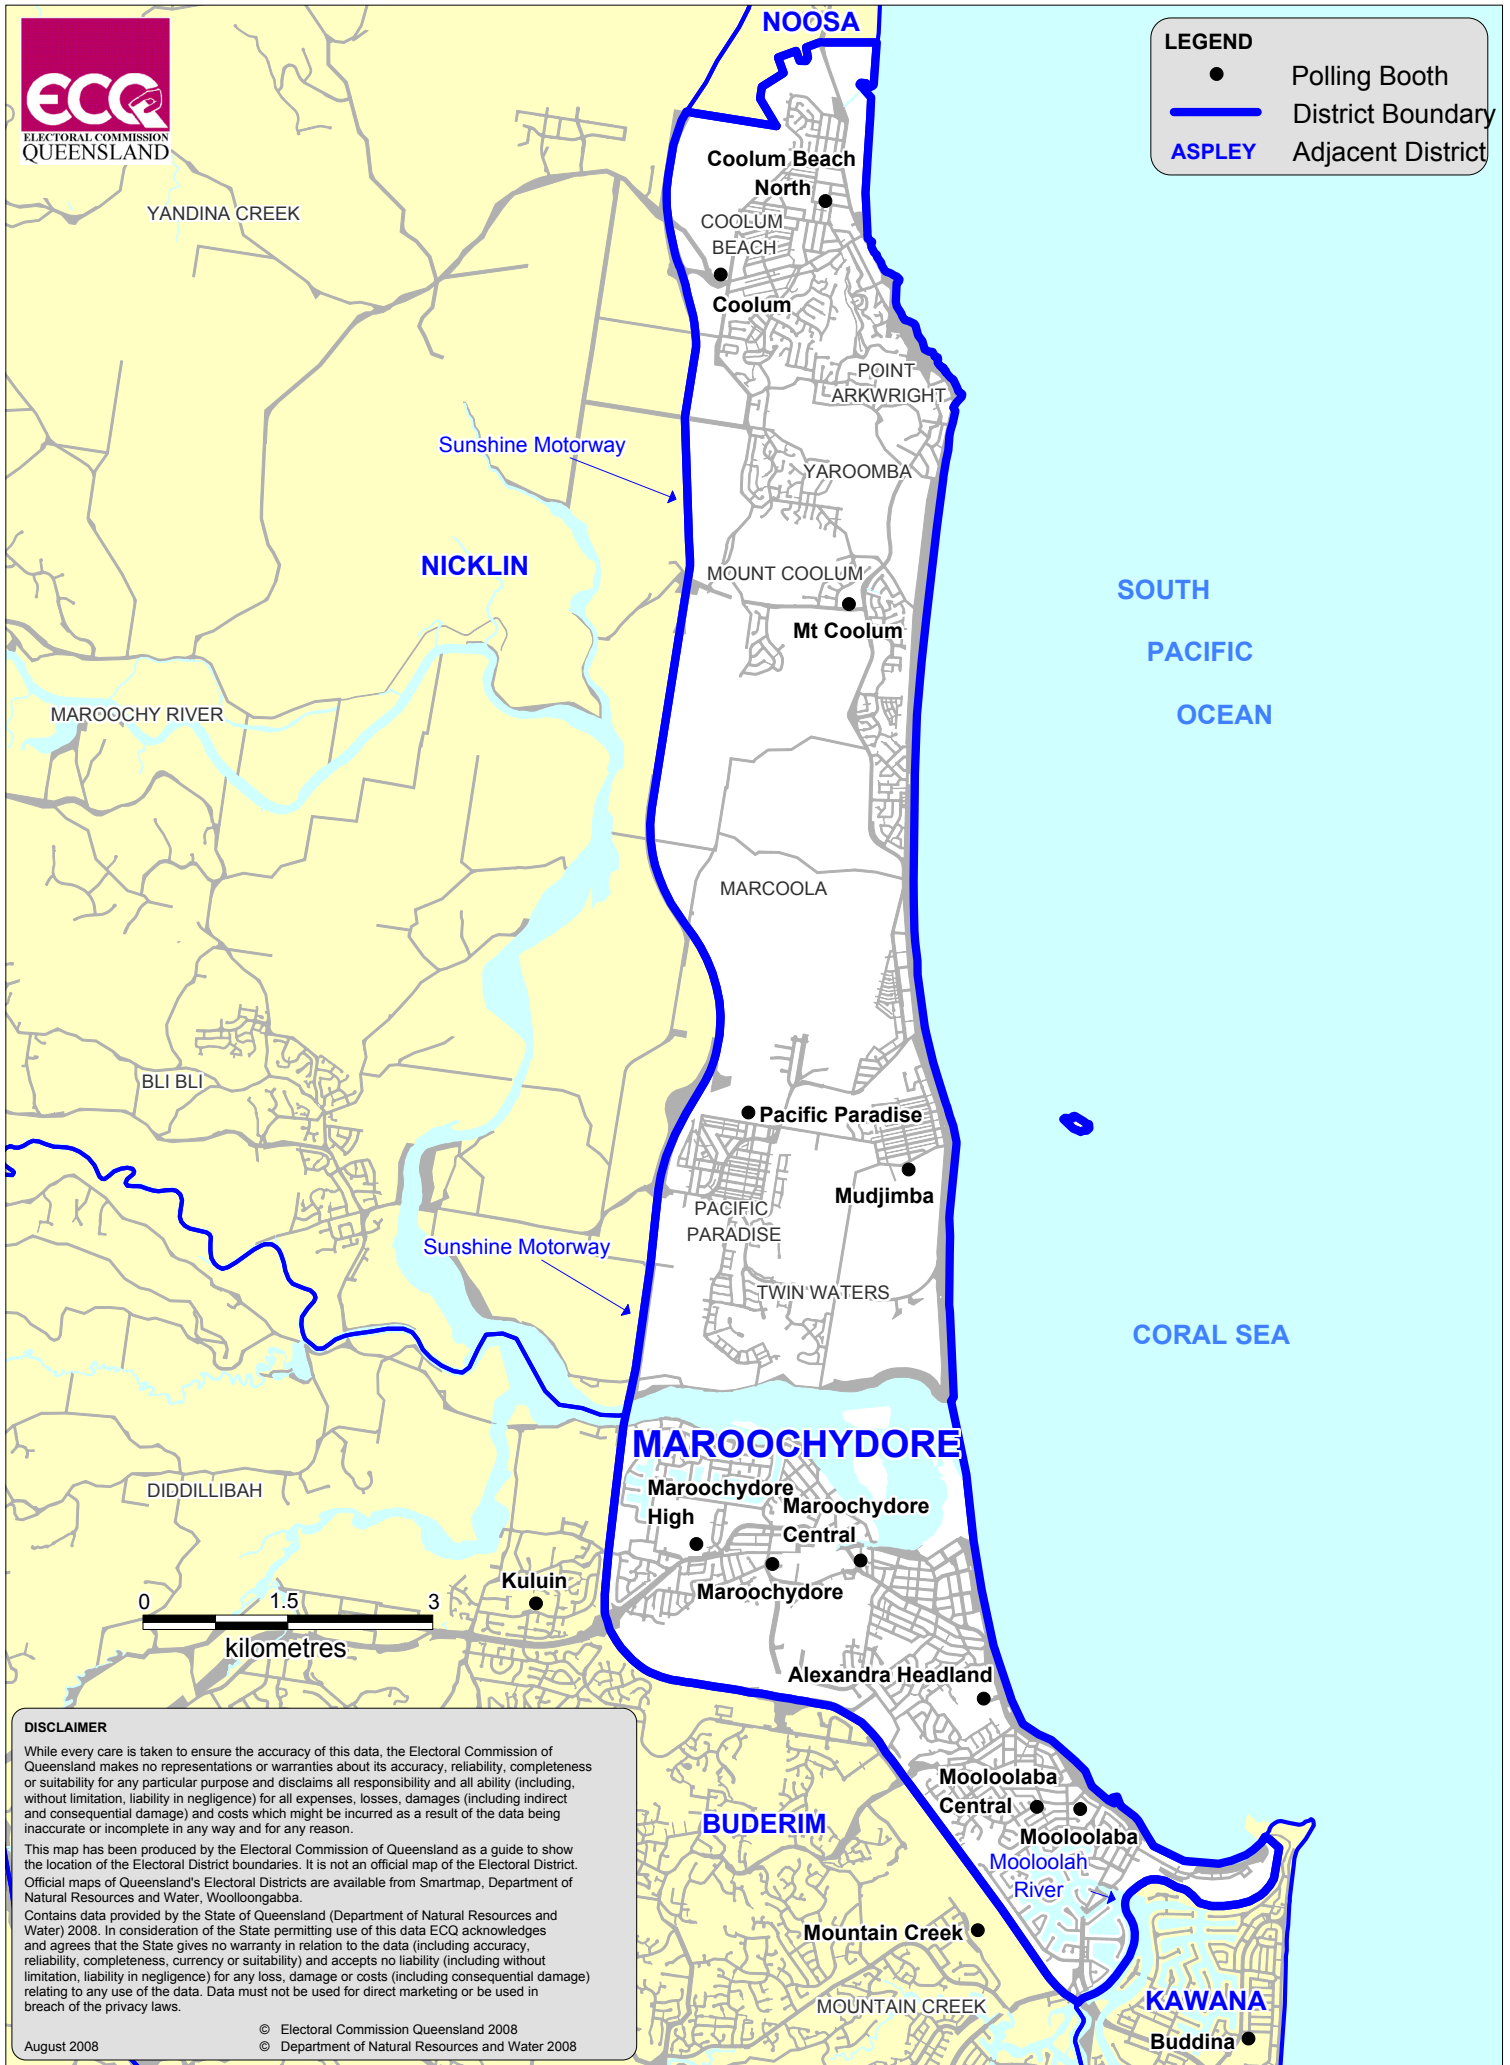 NOOSA
ECQ
ELECTORAL COMMISSION
QUEENSLAND
LEGEND
Polling Booth
District Boundary
ASPLEY Adjacent District
Coolum Beach
North
YANDINA CREEK
COOLUM
BEACH
Coolum
POINT
ARKWRIGHT
Sunshine Motorway
YAROOMBA
NICKLIN
MOUNT COOLUM
Mt Coolum
SOUTH
PACIFIC
OCEAN
MAROOCHY RIVER
MARCOOLA
BLI BLI
Pacific Paradise
Mudjimba
PACIFIC
PARADISE
Sunshine Motorway
TWIN WATERS
CORAL SEA
MAROOCHYDORE
DIDDILLIBAH
Maroochydore
High
Maroochydore
Central
Maroochydore
Kuluin
0 1.5 3
kilometres
Alexandra Headland
Mooloolaba
Central
Mooloolaba
BUDERIM
Mooloolah
River
Mountain Creek
MOUNTAIN CREEK
KAWANA
Buddina
DISCLAIMER
While every care is taken to ensure the accuracy of this data, the Electoral Commission of
Queensland makes no representations or warranties about its accuracy, reliability, completeness
or suitability for any particular purpose and disclaims all responsibility and all ability (including,
without limitation, liability in negligence) for all expenses, losses, damages (including indirect
and consequential damage) and costs which might be incurred as a result of the data being
inaccurate or incomplete in any way and for any reason.
This map has been produced by the Electoral Commission of Queensland as a guide to show
the location of the Electoral District boundaries. It is not an official map of the Electoral District.
Official maps of Queensland's Electoral Districts are available from Smartmap, Department of
Natural Resources and Water, Woolloongabba.
Contains data provided by the State of Queensland (Department of Natural Resources and
Water) 2008. In consideration of the State permitting use of this data ECQ acknowledges
and agrees that the State gives no warranty in relation to the data (including accuracy,
reliability, completeness, currency or suitability) and accepts no liability (including without
limitation, liability in negligence) for any loss, damage or costs (including consequential damage)
relating to any use of the data. Data must not be used for direct marketing or be used in
breach of the privacy laws.
© Electoral Commission Queensland 2008
August 2008 © Department of Natural Resources and Water 2008